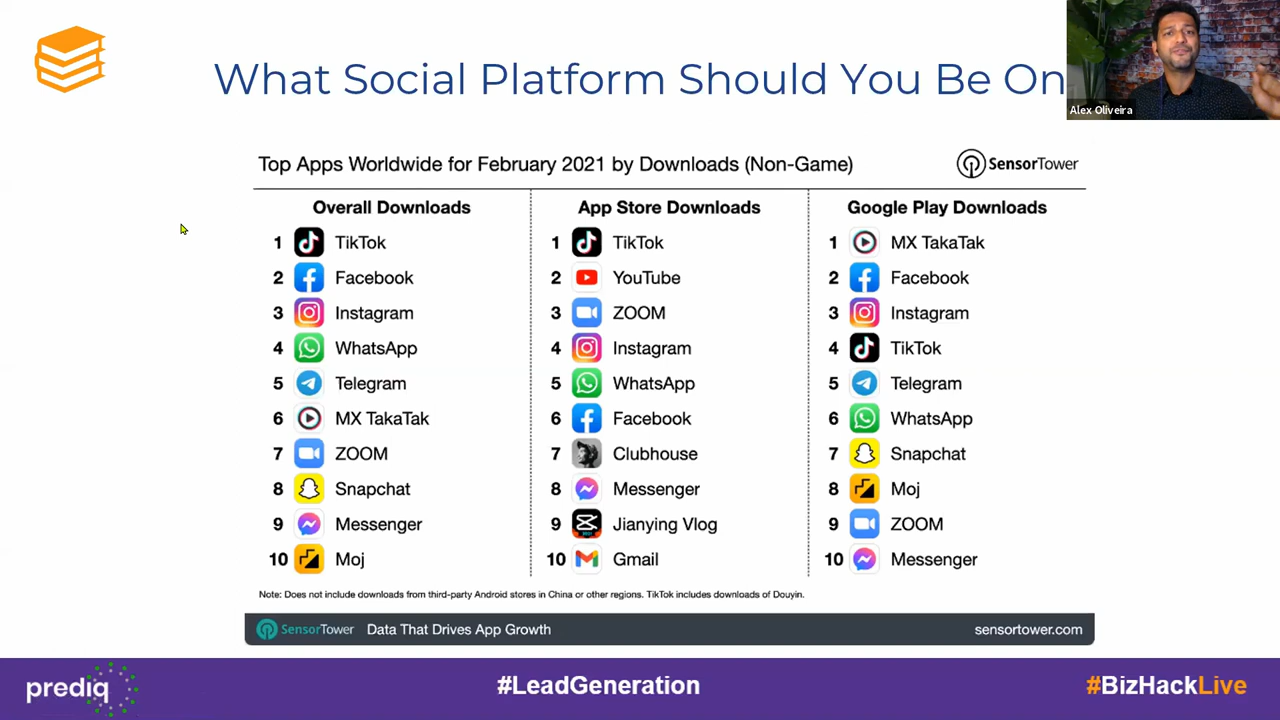 What Social Platform Should You Be On
Alex Oliveira
Top Apps Worldwide for February 2021 by Downloads (Non-Game)
SensorTower
Overall Downloads
1 TikTok
2 Facebook
3 Instagram
4 WhatsApp
5 Telegram
6 MX TakaTak
7 ZOOM
8 Snapchat
9 Messenger
10 Moj
App Store Downloads
1 TikTok
2 YouTube
3 ZOOM
4 Instagram
5 WhatsApp
6 Facebook
7 Clubhouse
8 Messenger
9 Jianying Vlog
10 Gmail
Google Play Downloads
1 MX TakaTak
2 Facebook
3 Instagram
4 TikTok
5 Telegram
6 WhatsApp
7 Snapchat
8 Moj
9 ZOOM
10 Messenger
Note: Does not include downloads from third-party Android stores in China or other regions. TikTok includes downloads of Douyin.
SensorTower Data That Drives App Growth sensortower.com
prediq #LeadGeneration #BizHackLive